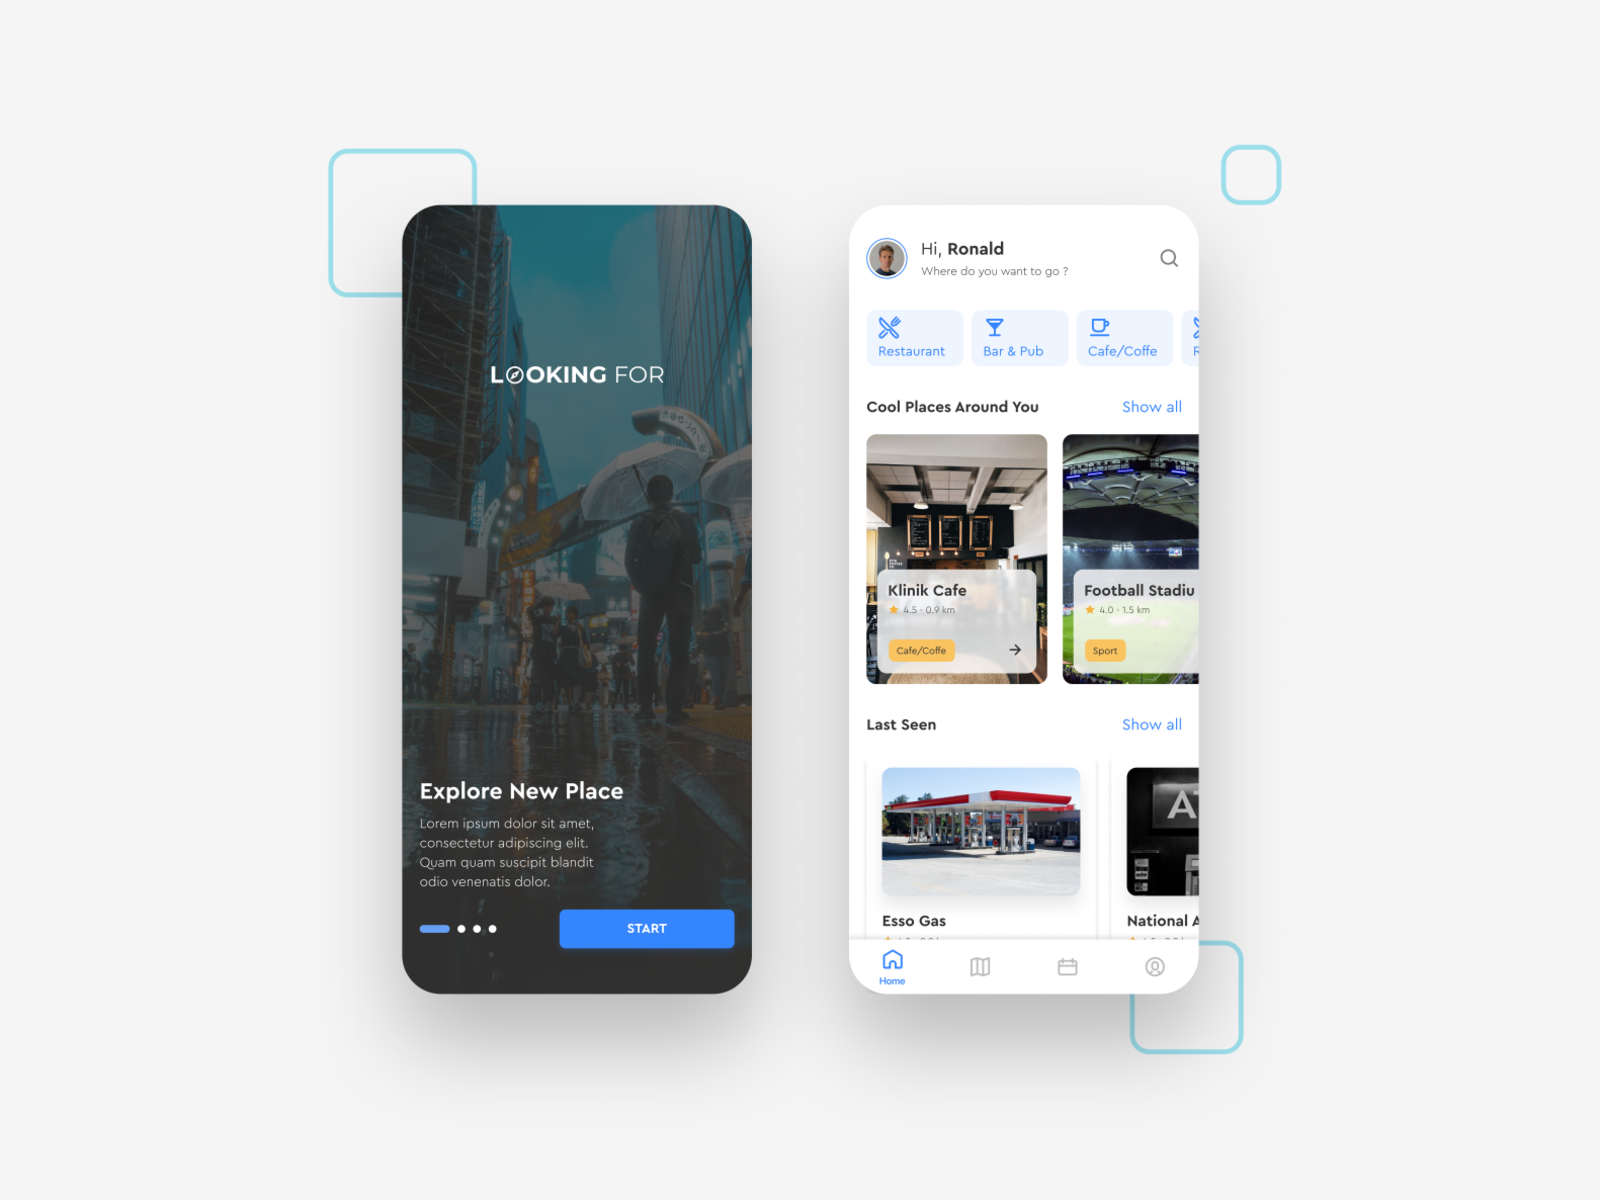 LOOKING FOR
Explore New Place
Lorem ipsum dolor sit amet,
consectetur adipiscing elit.
Quam quam suscipit blandit
odio venenatis dolor.
START
Hi, Ronald
Where do you want to go ?
Restaurant
Bar & Pub
Cafe/Coffe
R
Cool Places Around You
Show all
Klinik Cafe
4.5 - 0.9 km
Cafe/Coffe
Football Stadiu
4.0 - 1.5 km
Sport
Last Seen
Show all
AT
Esso Gas
National A
Home